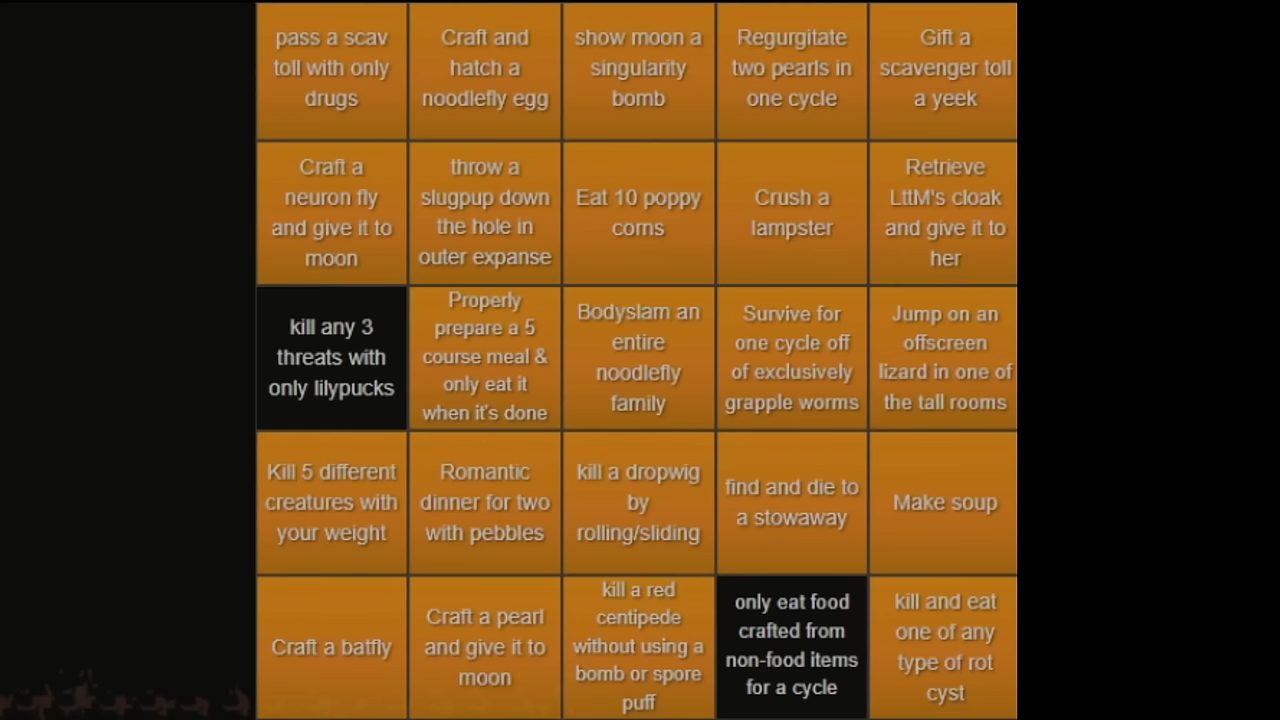 pass a scav
toll with only
drugs
Craft and
hatch a
noodlefly egg
show moon a
singularity
bomb
Regurgitate
two pearls in
one cycle
Gift a
scavenger toll
a yeek
Craft a
neuron fly
and give it to
moon
throw a
slugpup down
the hole in
outer expanse
Eat 10 poppy
corns
Crush a
lampster
Retrieve
LttM's cloak
and give it to
her
kill any 3
threats with
only lilypucks
Properly
prepare a 5
course meal &
only eat it
when it's done
Bodyslam an
entire
noodlefly
family
Survive for
one cycle off
of exclusively
grapple worms
Jump on an
offscreen
lizard in one of
the tall rooms
Kill 5 different
creatures with
your weight
Romantic
dinner for two
with pebbles
kill a dropwig
by
rolling/sliding
find and die to
a stowaway
Make soup
Craft a batfly
Craft a pearl
and give it to
moon
kill a red
centipede
without using a
bomb or spore
puff
only eat food
crafted from
non-food items
for a cycle
kill and eat
one of any
type of rot
cyst